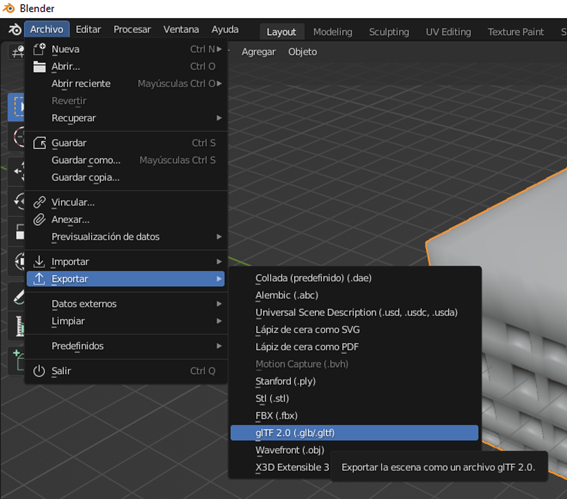 Blender
Archivo Editar Procesar Ventana Ayuda Layout Modeling Sculpting UV Editing Texture Paint S
Agregar Objeto
Nueva Ctrl N
Abrir... Ctrl O
Abrir reciente Mayúsculas Ctrl O
Revertir
Recuperar
Guardar Ctrl S
Guardar como... Mayúsculas Ctrl S
Guardar copia...
Vincular...
Anexar...
Previsualización de datos
Importar
Exportar
Datos externos
Limpiar
Predefinidos
Salir Ctrl Q
Collada (predefinido) (.dae)
Alembic (.abc)
Universal Scene Description (.usd, .usdc, .usda)
Lápiz de cera como SVG
Lápiz de cera como PDF
Motion Capture (.bvh)
Stanford (.ply)
Stl (.stl)
FBX (.fbx)
glTF 2.0 (.glb/.gltf)
Wavefront (.obj)
X3D Extensible 3
Exportar la escena como un archivo glTF 2.0.